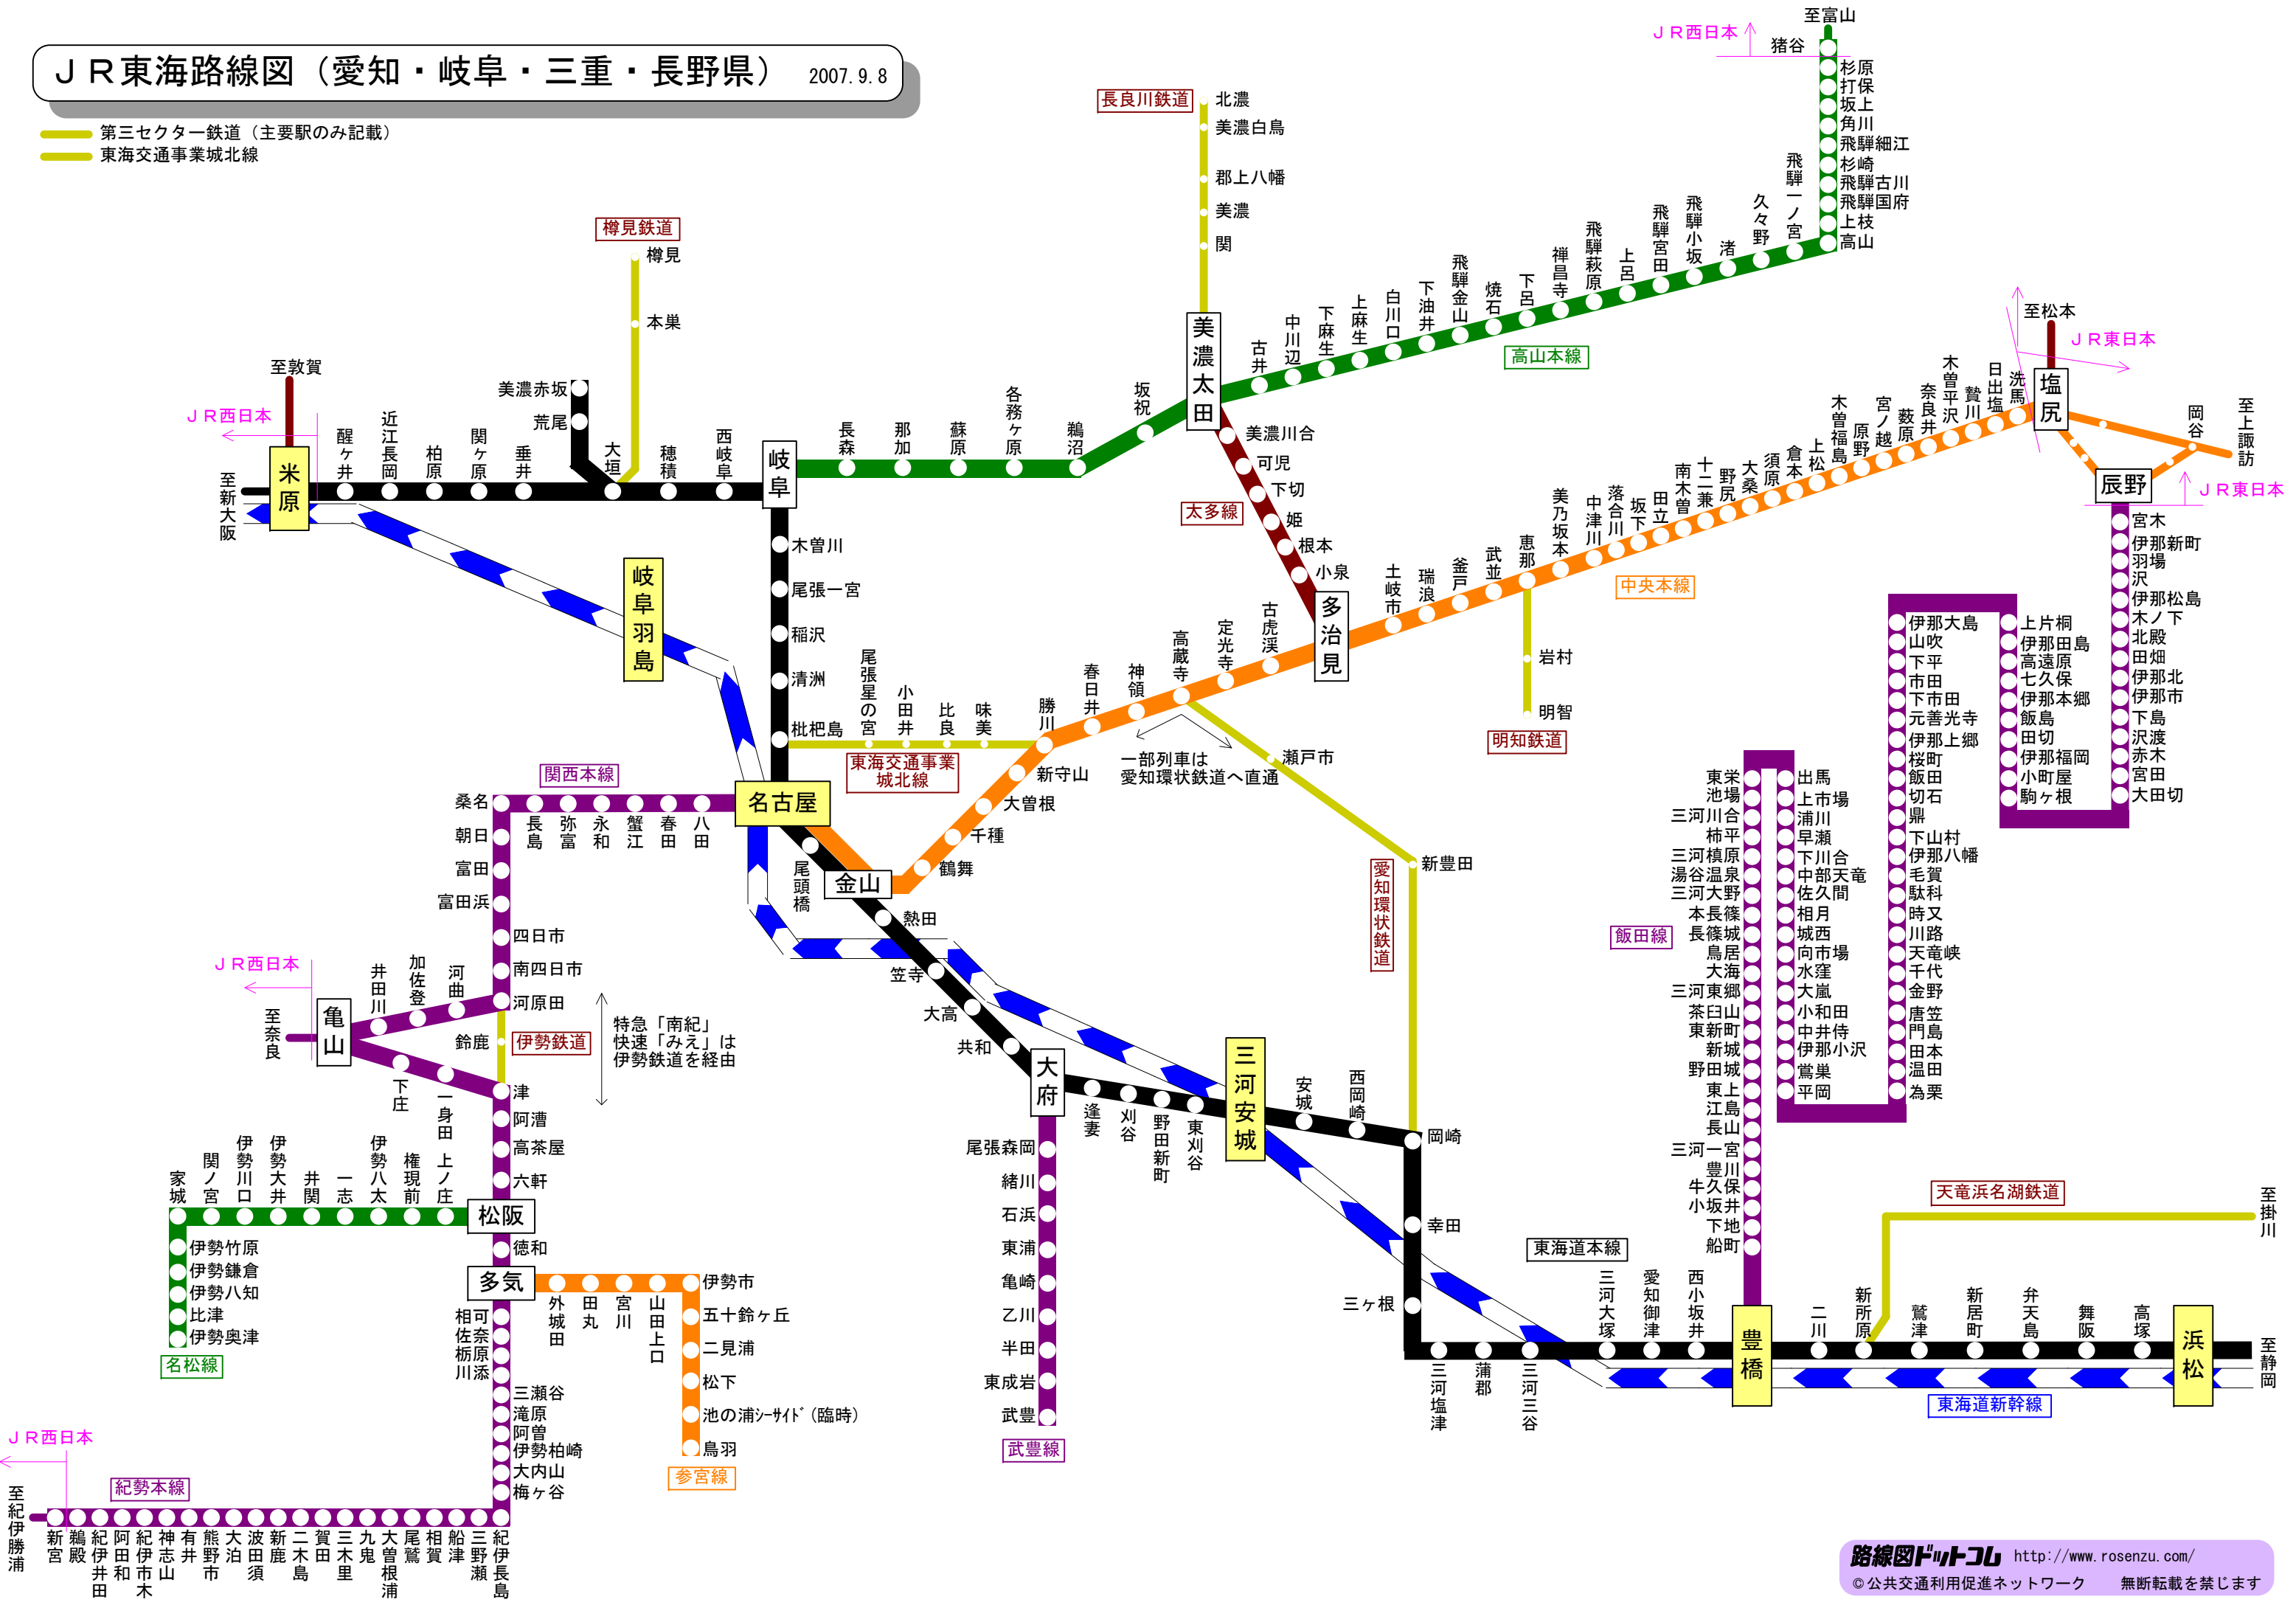 ＪＲ東海路線図（愛知・岐阜・三重・長野県） 2007.9.8
第三セクター鉄道（主要駅のみ記載）
東海交通事業城北線
至富山
ＪＲ西日本
猪谷
杉原
打保
坂上
角川
飛騨細江
杉崎
飛騨古川
飛騨国府
上枝
高山
飛騨一ノ宮
久々野
渚
飛騨小坂
飛騨宮田
上呂
飛騨萩原
禅昌寺
下呂
焼石
飛騨金山
下油井
白川口
上麻生
下麻生
中川辺
古井
高山本線
美濃太田
長良川鉄道
北濃
美濃白鳥
郡上八幡
美濃
関
坂祝
鵜沼
各務ヶ原
蘇原
那加
長森
岐阜
樽見鉄道
樽見
本巣
美濃赤坂
荒尾
至敦賀
ＪＲ西日本
米原
至新大阪
醒ヶ井
近江長岡
柏原
関ヶ原
垂井
大垣
穂積
西岐阜
岐阜羽島
木曽川
尾張一宮
稲沢
清洲
枇杷島
尾張星の宮
小田井
比良
味美
東海交通事業
城北線
勝川
春日井
神領
高蔵寺
定光寺
古虎渓
多治見
美濃川合
可児
下切
姫
根本
小泉
太多線
土岐市
瑞浪
釜戸
武並
恵那
美乃坂本
中津川
落合川
坂下
田立
南木曽
十二兼
野尻
大桑
須原
倉本
上松
木曽福島
原野
宮ノ越
薮原
奈良井
木曽平沢
贄川
日出塩
洗馬
塩尻
中央本線
至松本
ＪＲ東日本
岡谷
至上諏訪
辰野
ＪＲ東日本
岩村
明智
明知鉄道
一部列車は
愛知環状鉄道へ直通
瀬戸市
新豊田
愛知環状鉄道
新守山
大曽根
千種
鶴舞
金山
名古屋
関西本線
八田
春田
蟹江
永和
弥富
長島
桑名
朝日
富田
富田浜
四日市
南四日市
河原田
河曲
加佐登
井田川
亀山
ＪＲ西日本
至奈良
下庄
一身田
鈴鹿
伊勢鉄道
特急「南紀」
快速「みえ」は
伊勢鉄道を経由
津
阿漕
高茶屋
六軒
松阪
上ノ庄
権現前
伊勢八太
一志
井関
伊勢大井
伊勢川口
関ノ宮
家城
伊勢竹原
伊勢鎌倉
伊勢八知
比津
伊勢奥津
名松線
徳和
多気
外城田
田丸
宮川
山田上口
伊勢市
五十鈴ヶ丘
二見浦
松下
池の浦ｼｰｻｲﾄﾞ(臨時)
鳥羽
参宮線
相可
佐奈
栃原
川添
三瀬谷
滝原
阿曽
伊勢柏崎
大内山
梅ヶ谷
紀伊長島
三野瀬
船津
相賀
尾鷲
大曽根浦
九鬼
三木里
賀田
二木島
新鹿
波田須
大泊
熊野市
有井
神志山
紀伊市木
阿田和
紀伊井田
鵜殿
新宮
紀勢本線
ＪＲ西日本
至紀伊勝浦
尾頭橋
熱田
笠寺
大高
共和
大府
尾張森岡
緒川
石浜
東浦
亀崎
乙川
半田
東成岩
武豊
武豊線
逢妻
刈谷
野田新町
東刈谷
三河安城
安城
西岡崎
岡崎
幸田
三ヶ根
三河塩津
蒲郡
三河三谷
三河大塚
愛知御津
西小坂井
東海道本線
豊橋
二川
新所原
鷲津
新居町
弁天島
舞阪
高塚
浜松
至静岡
東海道新幹線
天竜浜名湖鉄道
至掛川
飯田線
東栄
池場
三河川合
柿平
三河槙原
湯谷温泉
三河大野
本長篠
長篠城
鳥居
大海
三河東郷
茶臼山
東新町
新城
野田城
東上
江島
長山
三河一宮
豊川
牛久保
小坂井
下地
船町
出馬
上市場
浦川
早瀬
下川合
中部天竜
佐久間
相月
城西
向市場
水窪
大嵐
小和田
中井侍
伊那小沢
鶯巣
平岡
伊那大島
山吹
下平
市田
下市田
元善光寺
伊那上郷
桜町
飯田
切石
鼎
下山村
伊那八幡
毛賀
駄科
時又
川路
天竜峡
千代
金野
唐笠
門島
田本
温田
為栗
上片桐
伊那田島
高遠原
七久保
伊那本郷
飯島
田切
伊那福岡
小町屋
駒ヶ根
宮木
伊那新町
羽場
沢
伊那松島
木ノ下
北殿
田畑
伊那北
伊那市
下島
沢渡
赤木
宮田
大田切
路線図ドットコム http://www.rosenzu.com/
©公共交通利用促進ネットワーク 無断転載を禁じます